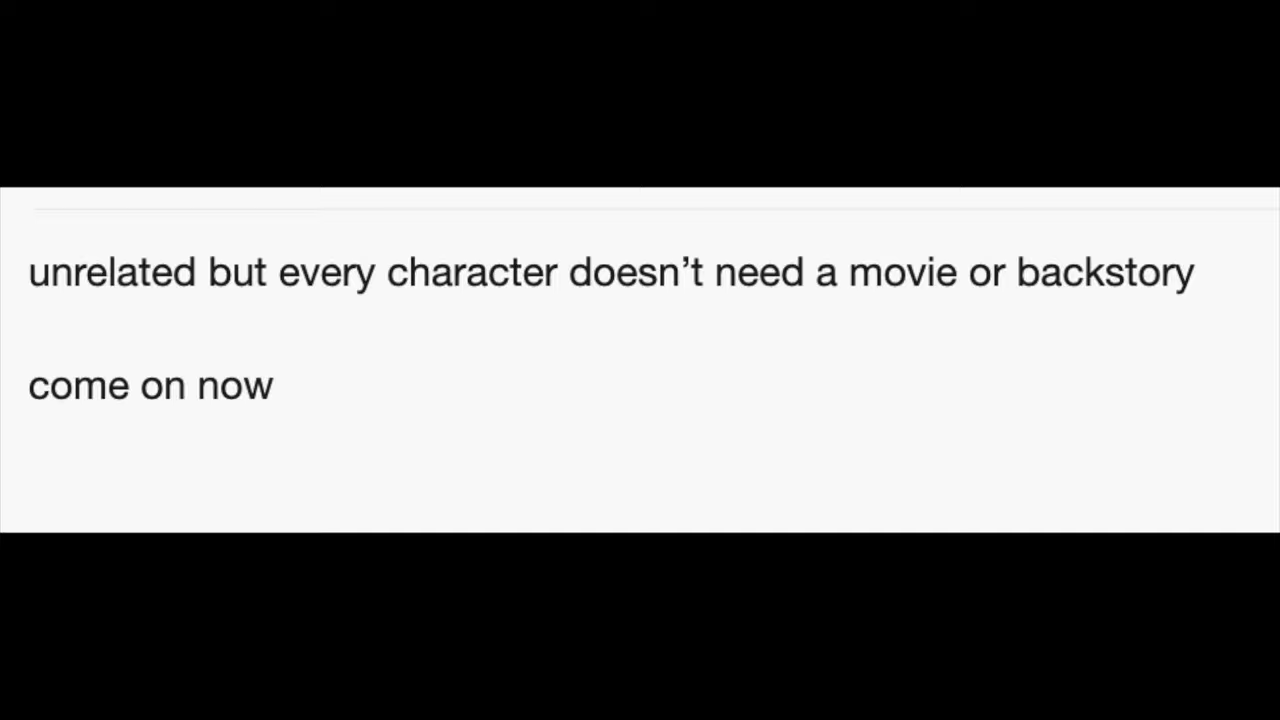 unrelated but every character doesn’t need a movie or backstory
come on now